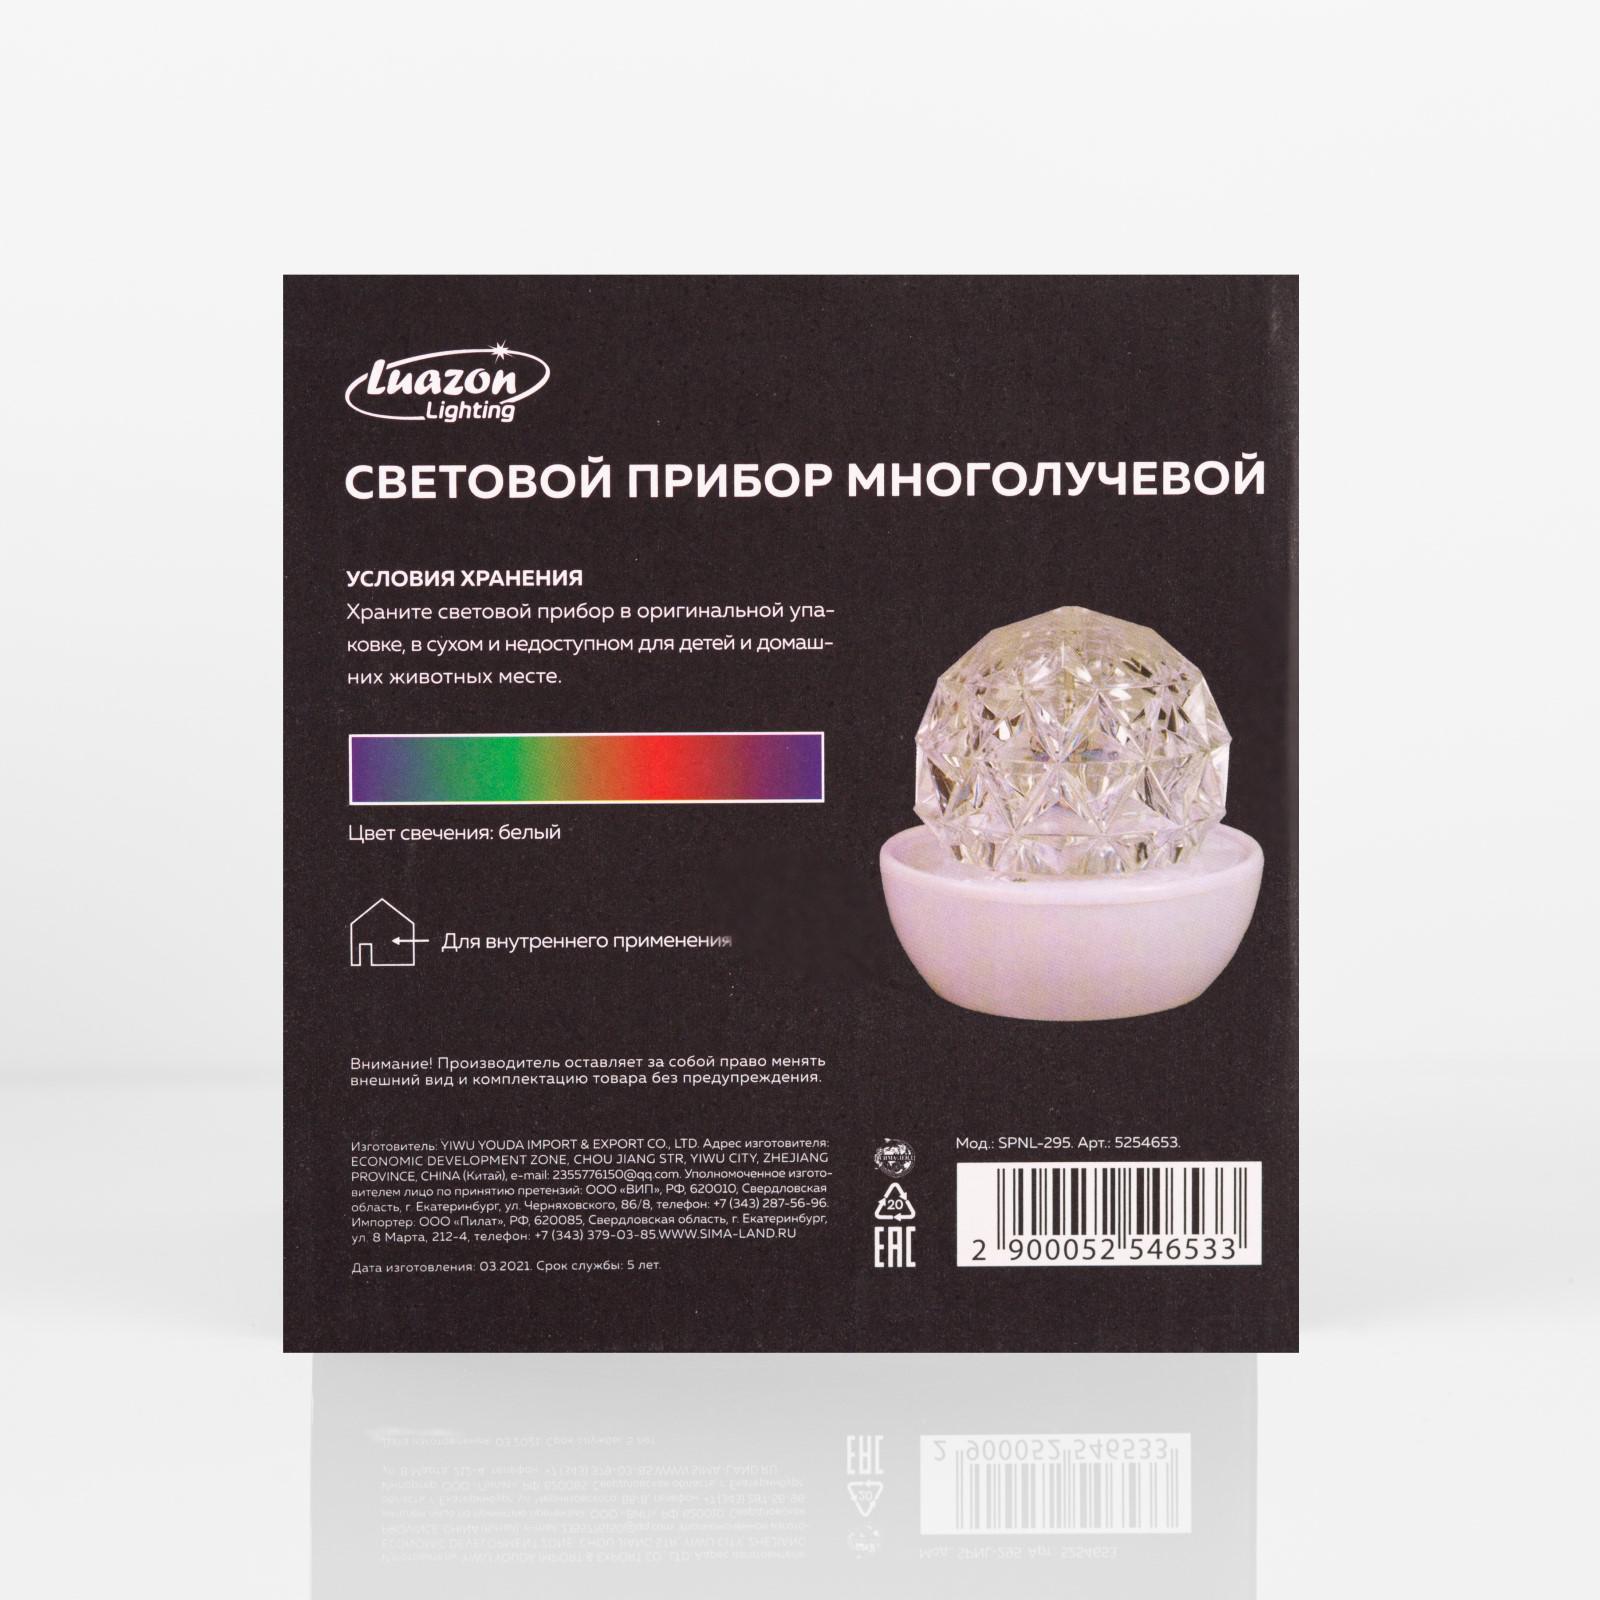 Luazon
Lighting
СВЕТОВОЙ ПРИБОР МНОГОЛУЧЕВОЙ
УСЛОВИЯ ХРАНЕНИЯ
Храните световой прибор в оригинальной упа-
ковке, в сухом и недоступном для детей и домаш-
них животных месте.
Цвет свечения: белый
Для внутреннего применения
Внимание! Производитель оставляет за собой право менять
внешний вид и комплектацию товара без предупреждения.
Изготовитель: YIWU YOUDA IMPORT & EXPORT CO., LTD. Адрес изготовителя:
ECONOMIC DEVELOPMENT ZONE, CHOU JIANG STR, YIWU CITY, ZHEJIANG
PROVINCE, CHINA (Китай), e-mail: 2355776150@qq.com. Уполномоченное изгото-
вителем лицо по принятию претензий: ООО «ВИП», РФ, 620010, Свердловская
область, г. Екатеринбург, ул. Черняховского, 86/8, телефон: +7 (343) 287-56-96.
Импортер: ООО «Пилат», РФ, 620085, Свердловская область, г. Екатеринбург,
ул. 8 Марта, 212-4, телефон: +7 (343) 379-03-85.WWW.SIMA-LAND.RU
Дата изготовления: 03.2021. Срок службы: 5 лет.
20
EAC
Мод.: SPNL-295. Арт.: 5254653.
2 900052 546533